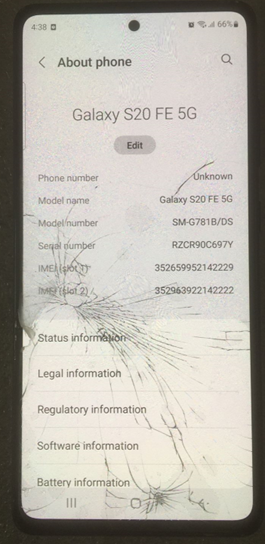 4:38 66%
About phone
Galaxy S20 FE 5G
Edit
Phone number Unknown
Model name Galaxy S20 FE 5G
Model number SM-G781B/DS
Serial number RZCR90C697Y
IMEI (slot 1) 352659952142229
IMEI (slot 2) 352963922142222
Status information
Legal information
Regulatory information
Software information
Battery information